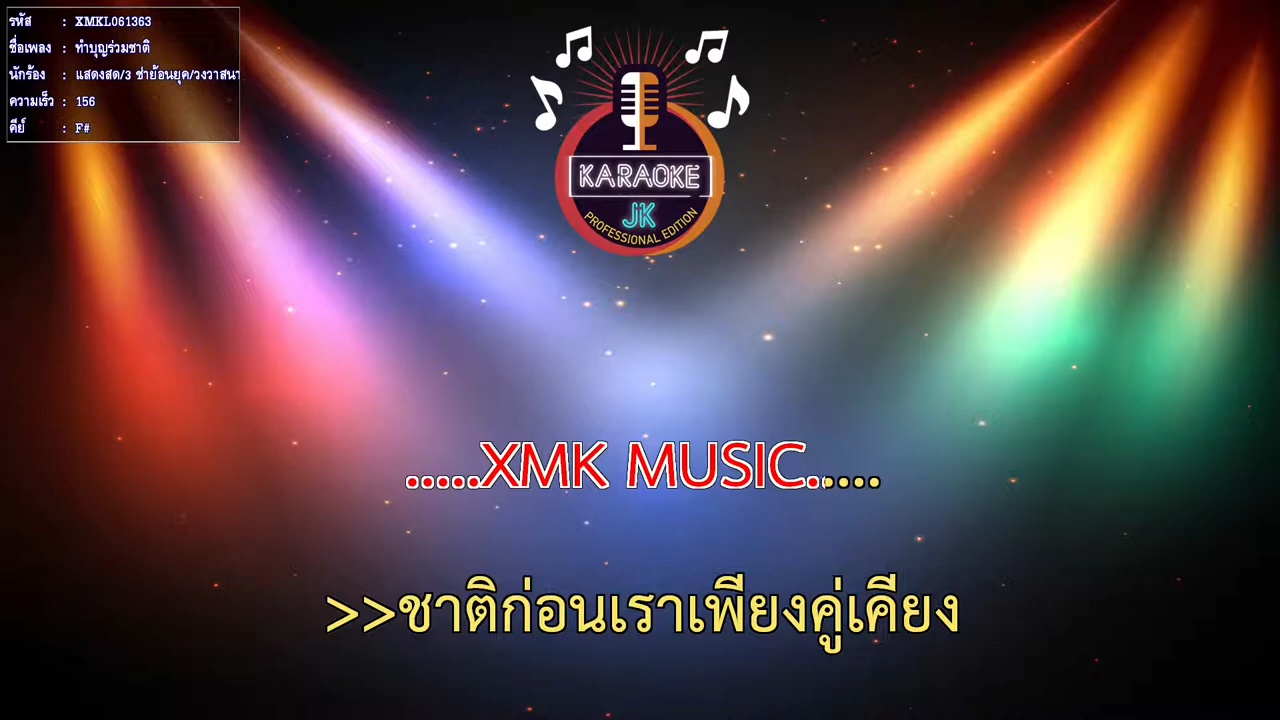 รหัส : XMKL061363
ชื่อเพลง : ทำบุญร่วมชาติ
นักร้อง : แสดงสด/3 ช่าย้อนยุค/วงวาสนา
ความเร็ว : 156
คีย์ : F#
KARAOKE
JK
PROFESSIONAL EDITION
.....XMK MUSIC.....
>>ชาติก่อนเราเพียงคู่เคียง